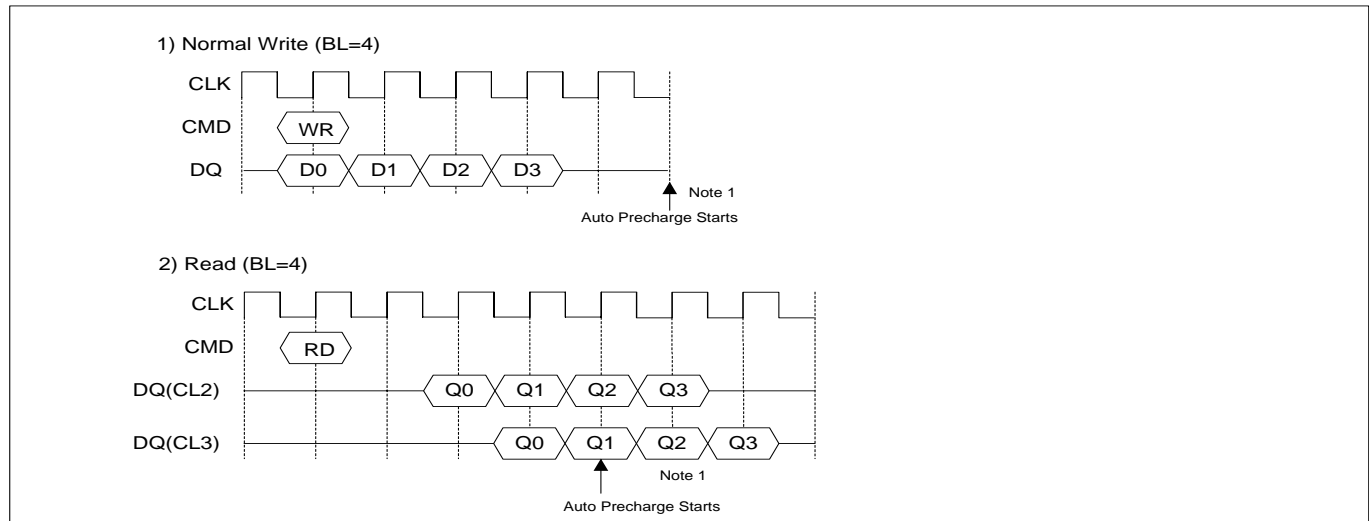 1) Normal Write (BL=4)
CLK
CMD WR
DQ D0 D1 D2 D3
Note 1
Auto Precharge Starts
2) Read (BL=4)
CLK
CMD RD
DQ(CL2) Q0 Q1 Q2 Q3
DQ(CL3) Q0 Q1 Q2 Q3
Note 1
Auto Precharge Starts